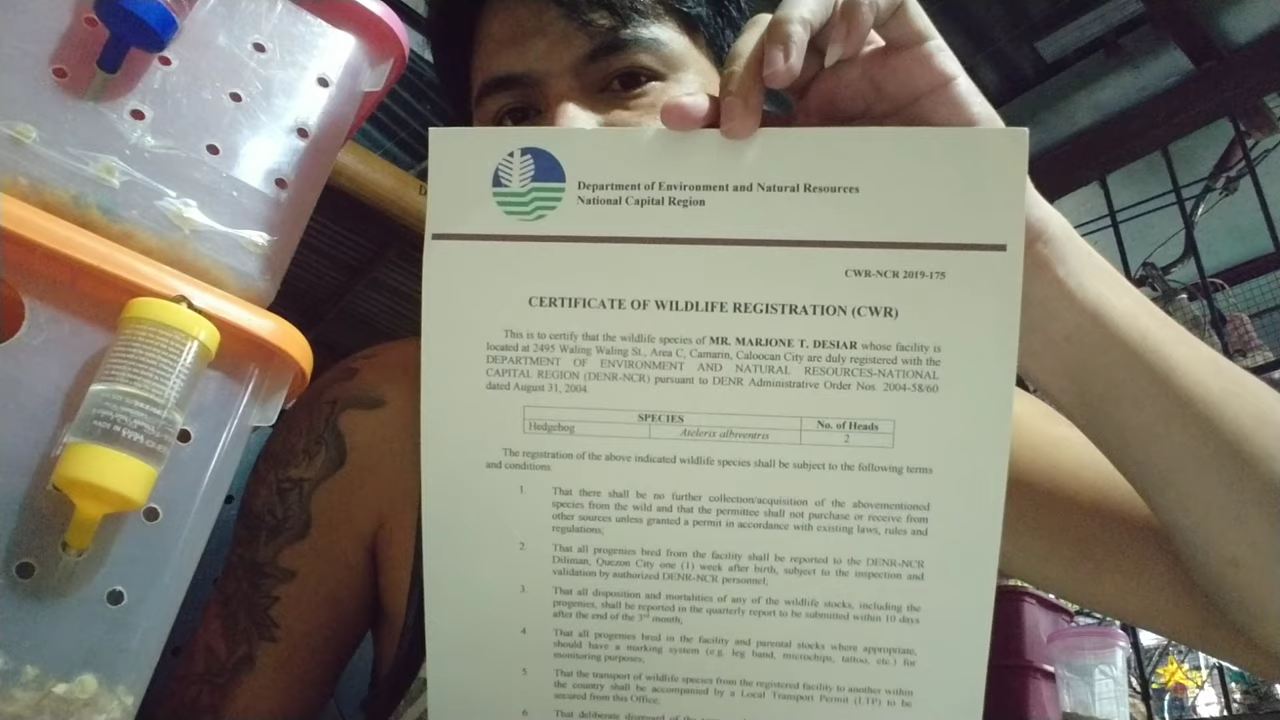 Department of Environment and Natural Resources
National Capital Region
CWR-NCR 2019-175
CERTIFICATE OF WILDLIFE REGISTRATION (CWR)
This is to certify that the wildlife species of MR. MARJONE T. DESIAR whose facility is
located at 2495 Waling Waling St., Area C, Camarin, Caloocan City are duly registered with the
DEPARTMENT OF ENVIRONMENT AND NATURAL RESOURCES-NATIONAL
CAPITAL REGION (DENR-NCR) pursuant to DENR Administrative Order Nos. 2004-58/60
dated August 31, 2004.
SPECIES No. of Heads
Hedgehog Atelerix albiventris 2
The registration of the above indicated wildlife species shall be subject to the following terms
and conditions
1. That there shall be no further collection/acquisition of the abovementioned
species from the wild and that the permittee shall not purchase or receive from
other sources unless granted a permit in accordance with existing laws, rules and
regulations;
2. That all progenies bred from the facility shall be reported to the DENR-NCR
Diliman, Quezon City one (1) week after birth, subject to the inspection and
validation by authorized DENR-NCR personnel;
3. That all disposition and mortalities of any of the wildlife stocks, including the
progenies, shall be reported in the quarterly report to be submitted within 10 days
after the end of the 3rd month;
4. That all progenies bred in the facility and parental stocks where appropriate,
should have a marking system (e.g. leg band, microchips, tattoo, etc.) for
monitoring purposes;
5. That the transport of wildlife species from the registered facility to another within
the country shall be accompanied by a Local Transport Permit (LTP) to be
secured from this Office;
6. That deliberate disposal of the